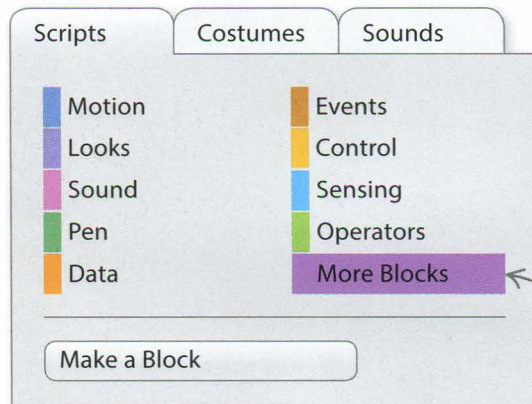 Scripts Costumes Sounds
Motion Events
Looks Control
Sound Sensing
Pen Operators
Data More Blocks
Make a Block